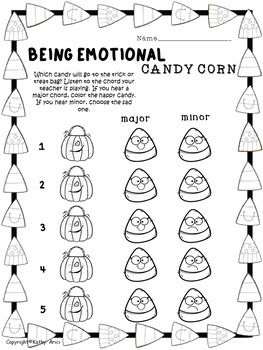 Name
BEING EMOTIONAL
CANDY CORN
Which candy will go to the trick or
treat bag? Listen to the chord your
teacher is playing. If you hear a
major chord, color the happy candy.
If you hear minor, choose the sad
one.
major minor
1
2
3
4
5
Copyright©Kathy Arici